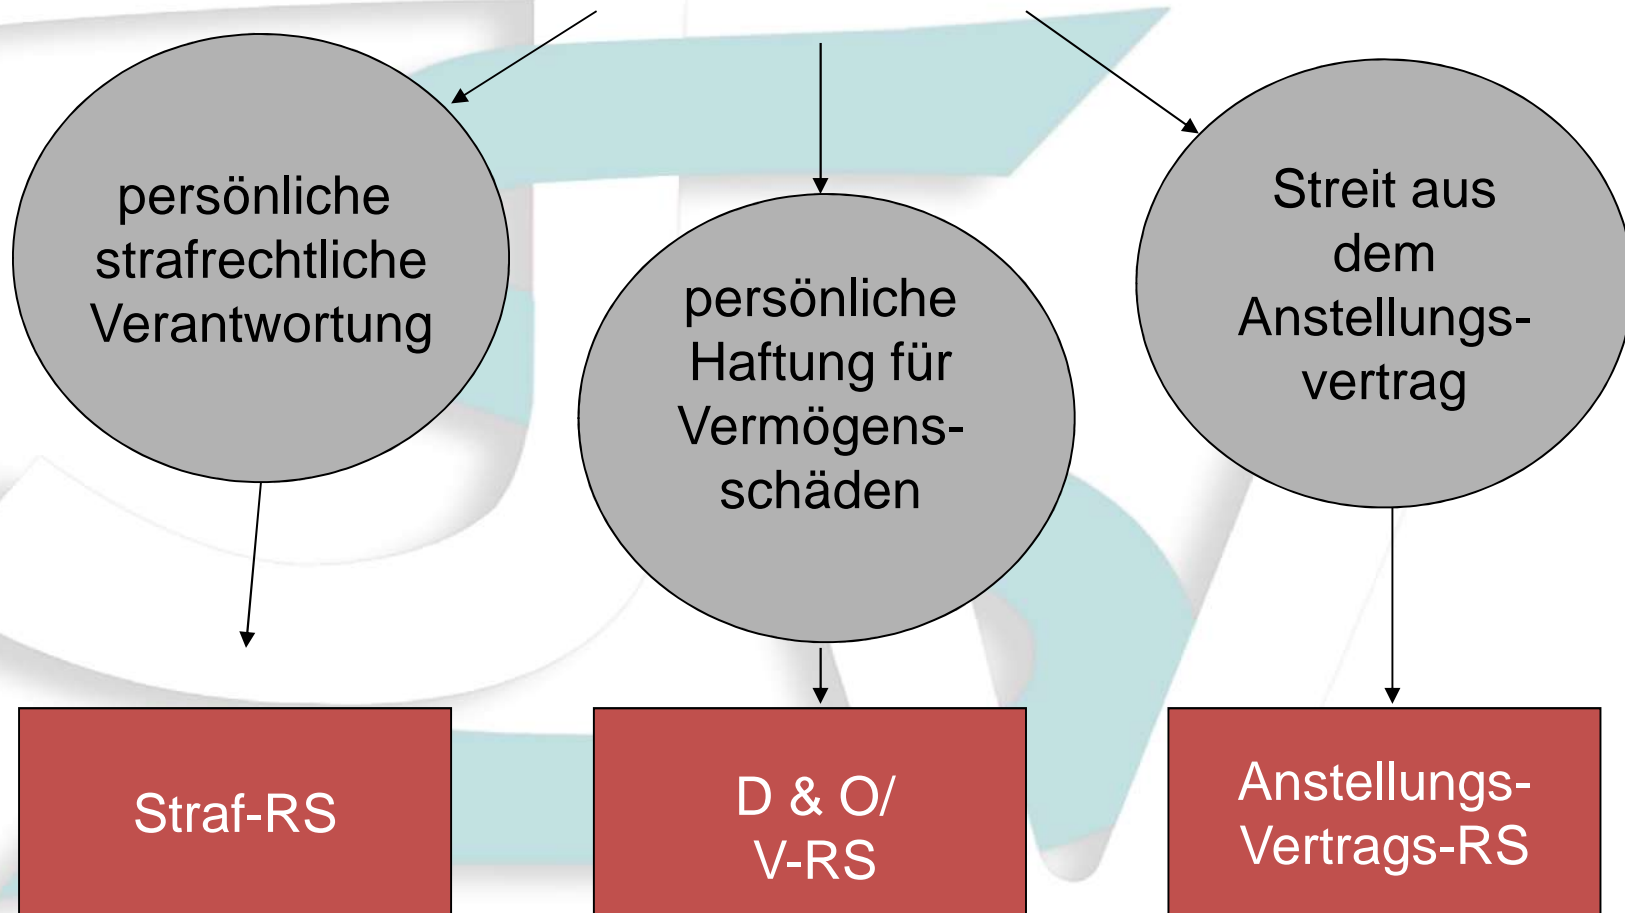 persönliche
strafrechtliche
Verantwortung
persönliche
Haftung für
Vermögens-
schäden
Streit aus
dem
Anstellungs-
vertrag
Straf-RS
D & O/
V-RS
Anstellungs-
Vertrags-RS